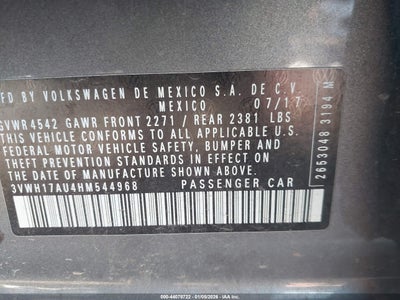 MFD BY VOLKSWAGEN DE MEXICO S.A. DE C.V.
MEXICO 07/17
GVWR 4542 GAWR FRONT 2271 / REAR 2381 LBS
THIS VEHICLE CONFORMS TO ALL APPLICABLE
FEDERAL MOTOR VEHICLE SAFETY, BUMPER AND
THEFT PREVENTION STANDARDS IN EFFECT
ON THE DATE OF MANUFACTURE SHOWN ABOVE.
3VWH17AU4HM544968 PASSENGER CAR
2653048 3194 M
000-44079722 - 01/09/2026 - IAA Inc.